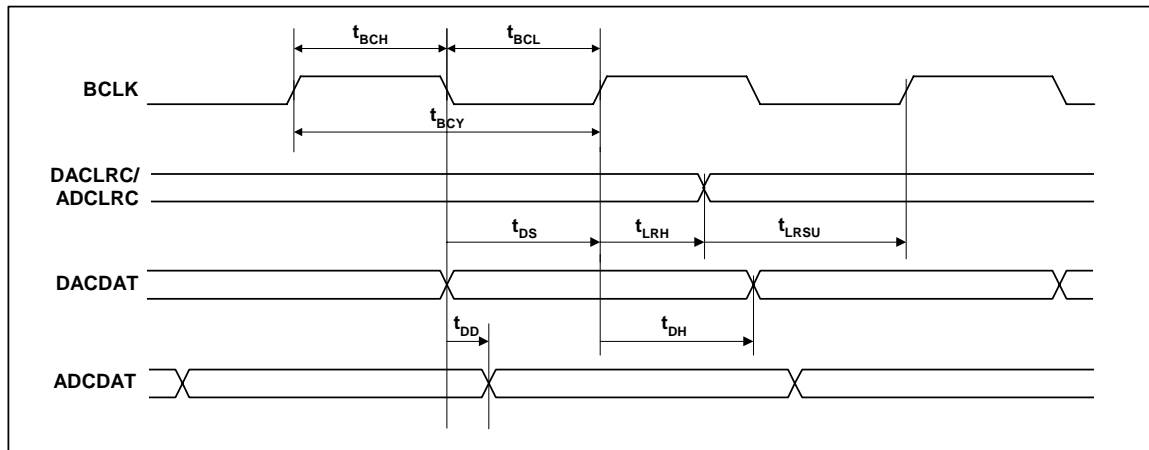 tBCH tBCL
BCLK
tBCY
DACLRC/
ADCLRC
tDS tLRH tLRSU
DACDAT
tDD tDH
ADCDAT